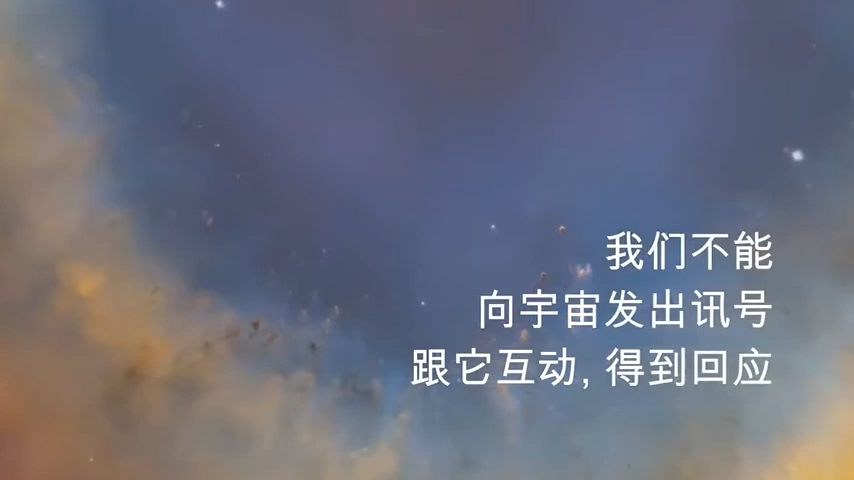 我们不能
向宇宙发出讯号
跟它互动, 得到回应